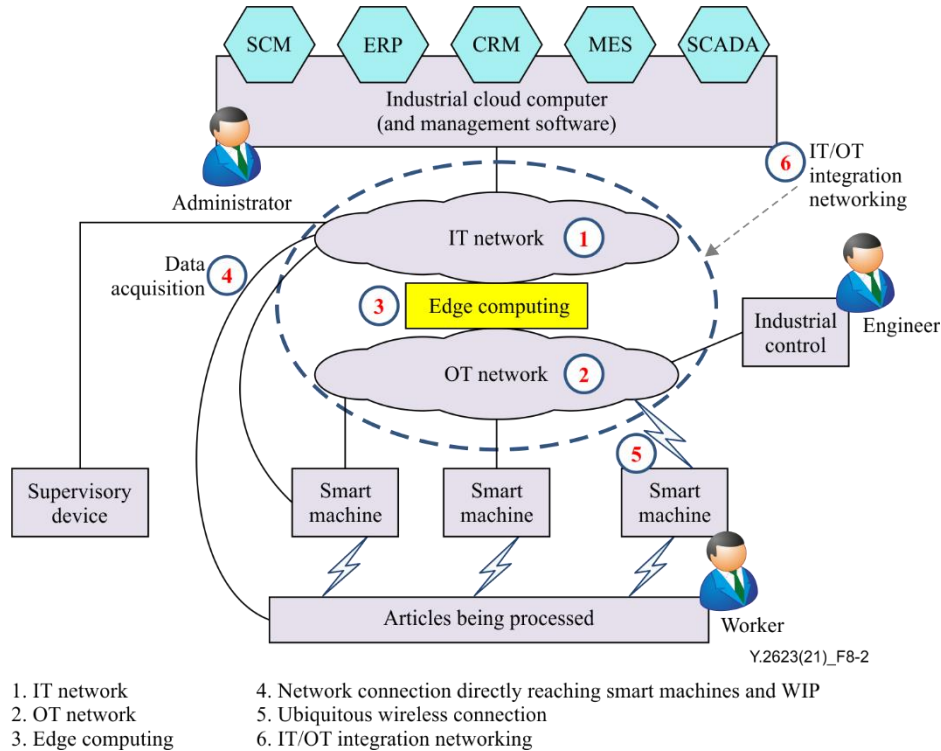 SCM
ERP
CRM
MES
SCADA
Industrial cloud computer
(and management software)
6
IT/OT
integration
networking
Administrator
IT network
1
Data
acquisition
4
3
Edge computing
Industrial
control
Engineer
OT network
2
5
Supervisory
device
Smart
machine
Smart
machine
Smart
machine
Articles being processed
Worker
Y.2623(21)_F8-2
1. IT network
2. OT network
3. Edge computing
4. Network connection directly reaching smart machines and WIP
5. Ubiquitous wireless connection
6. IT/OT integration networking